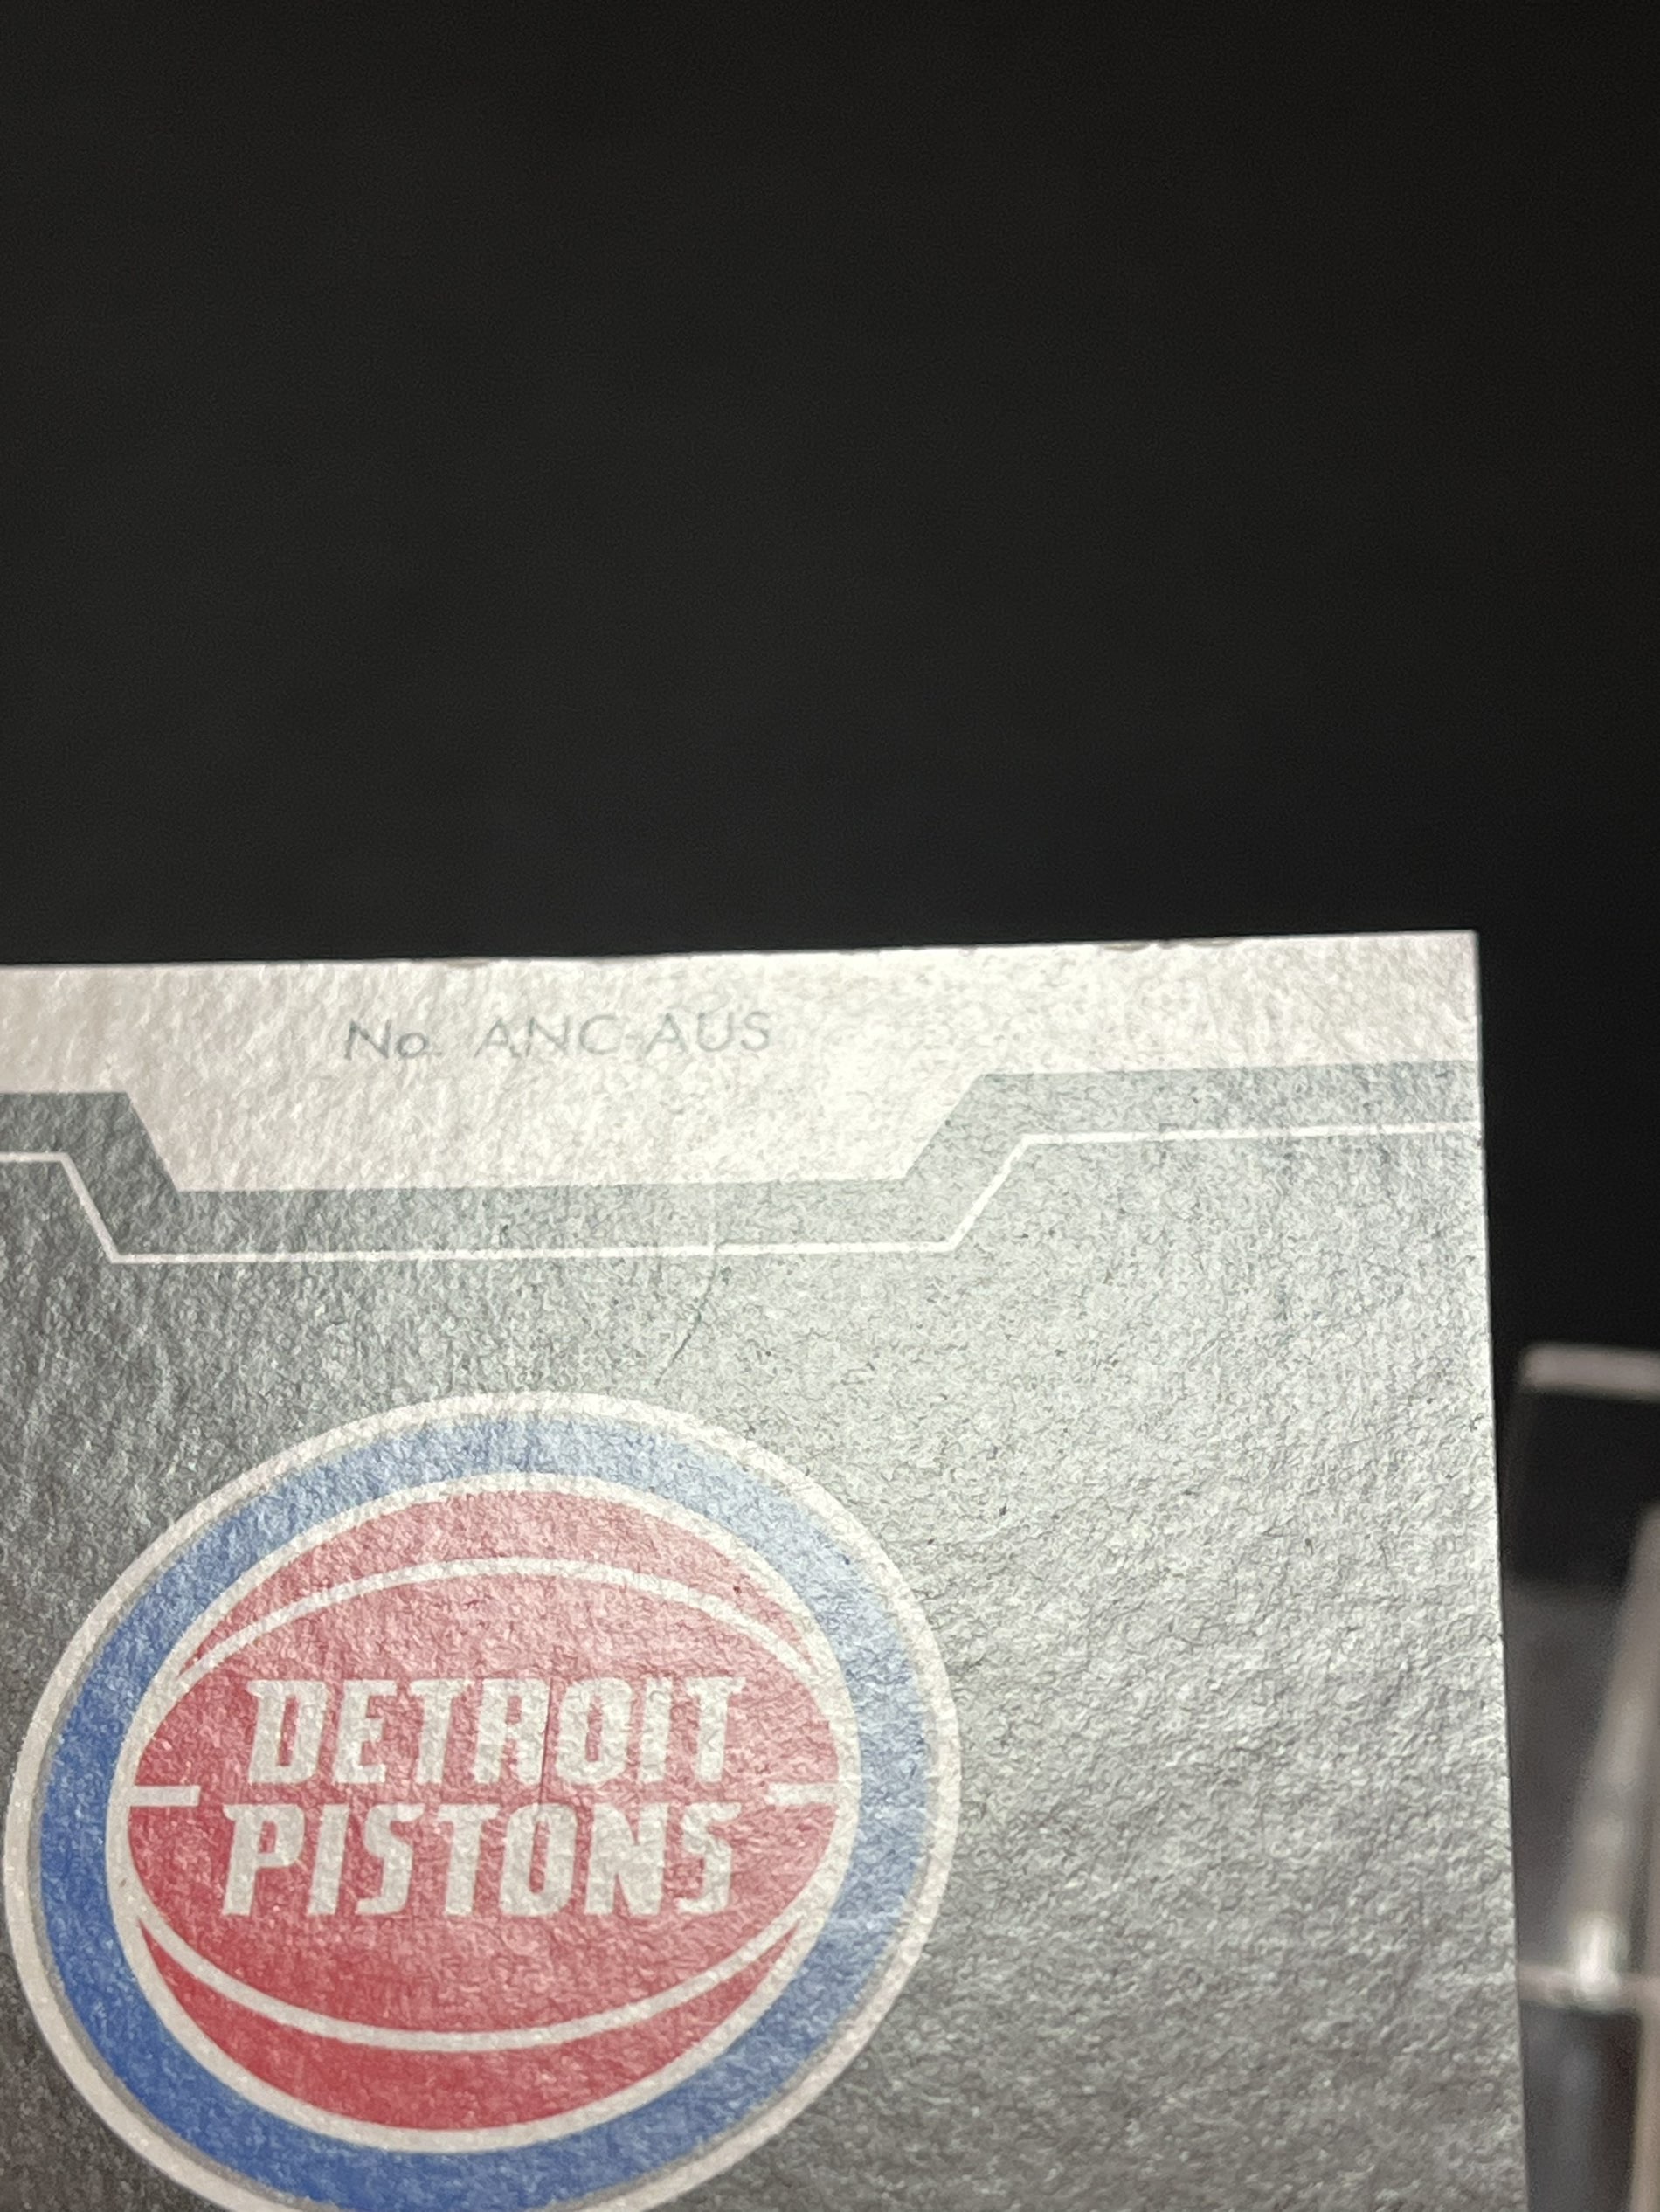 No. ANC-AUS
DETROIT
PISTONS